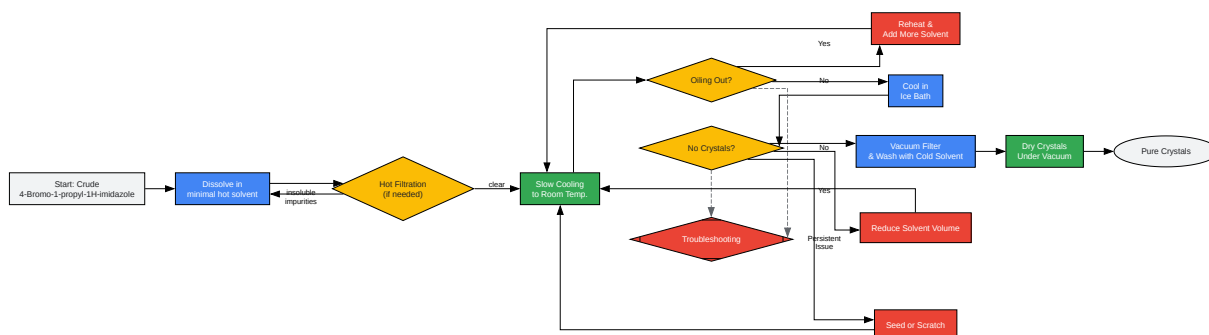 Reheat &
Add More Solvent
Yes
Oiling Out?
No
Cool in
Ice Bath
No Crystals?
No
Vacuum Filter
& Wash with Cold Solvent
Dry Crystals
Under Vacuum
Pure Crystals
Start: Crude
4-Bromo-1-propyl-1H-imidazole
Dissolve in
minimal hot solvent
insoluble
impurities
Hot Filtration
(if needed)
clear
Slow Cooling
to Room Temp.
Yes
Reduce Solvent Volume
Troubleshooting
Persistent
Issue
Seed or Scratch